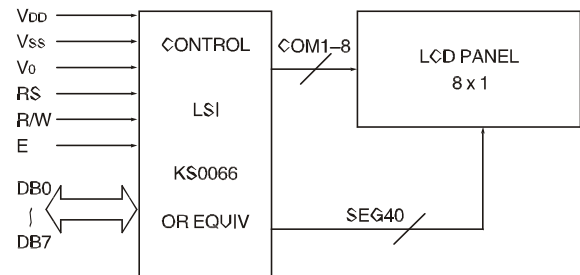 VDD
VSS
V0
RS
R/W
E
DB0
~
DB7
CONTROL
LSI
KS0066
OR EQUIV
COM1–8
SEG40
LCD PANEL
8 x 1